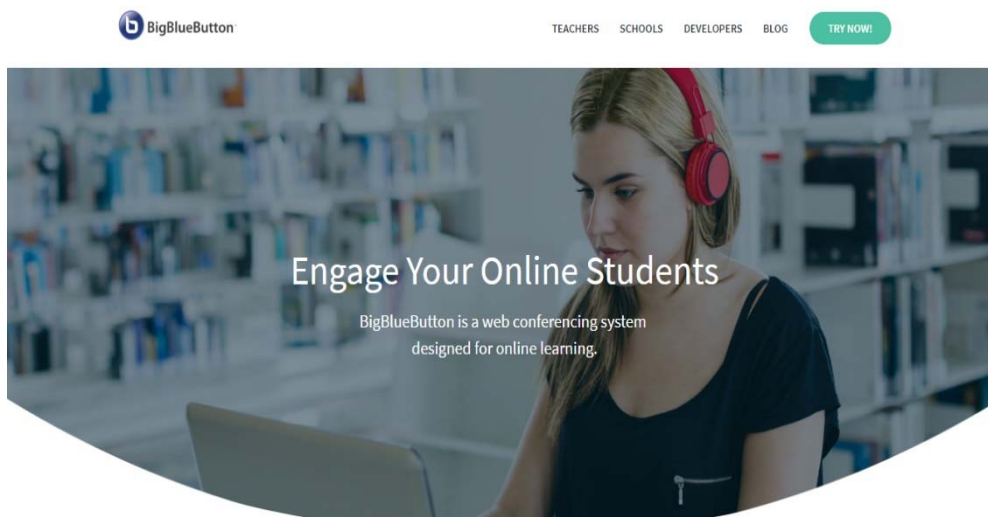 BigBlueButton
TEACHERS SCHOOLS DEVELOPERS BLOG TRY NOW!
Engage Your Online Students
BigBlueButton is a web conferencing system
designed for online learning.